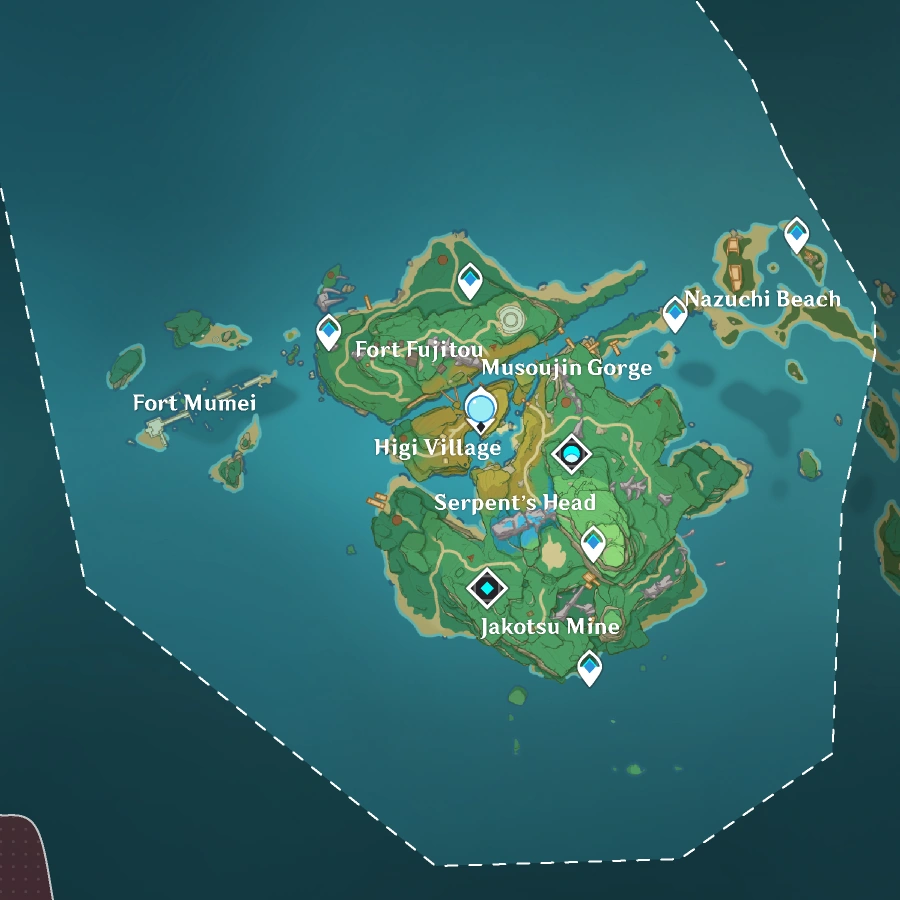 Nazuchi Beach
Fort Fujitou
Musoujin Gorge
Fort Mumei
Higi Village
Serpent's Head
Jakotsu Mine